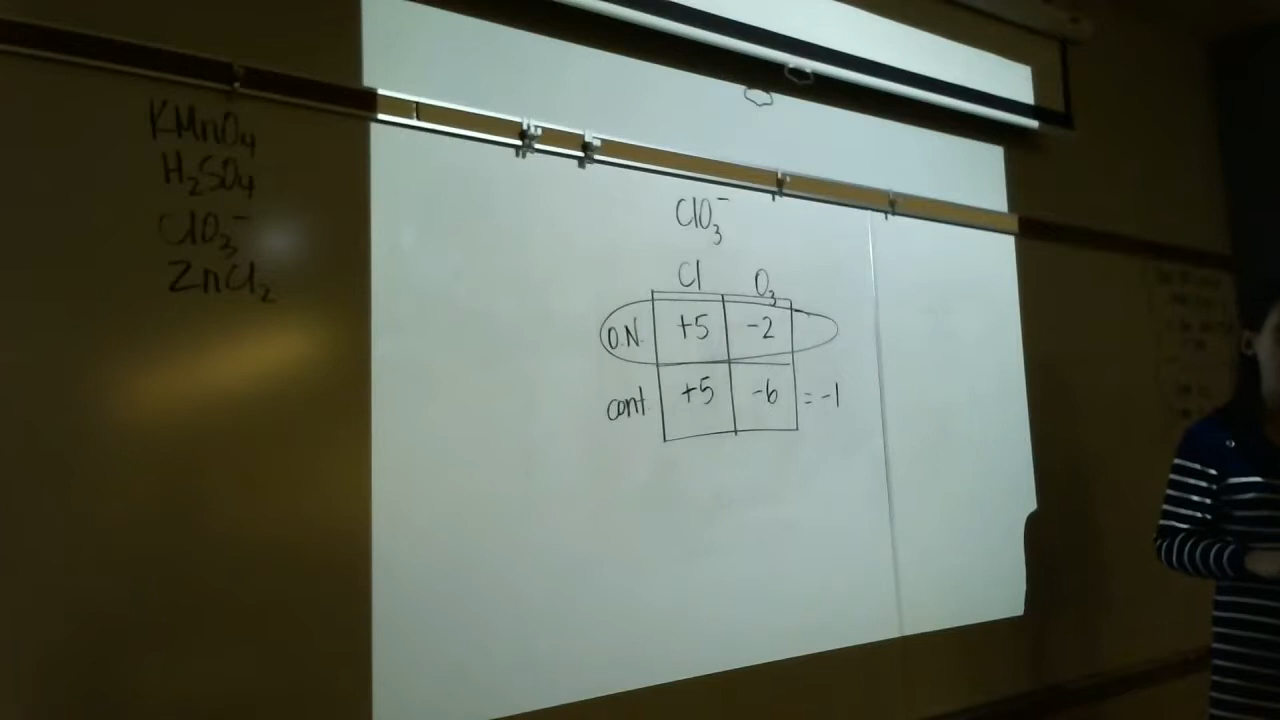 KMnO₄
H₂SO₄
ClO₃⁻
ZnCl₂
ClO₃⁻
Cl O₃
O.N. +5 -2
cont. +5 -6 = -1